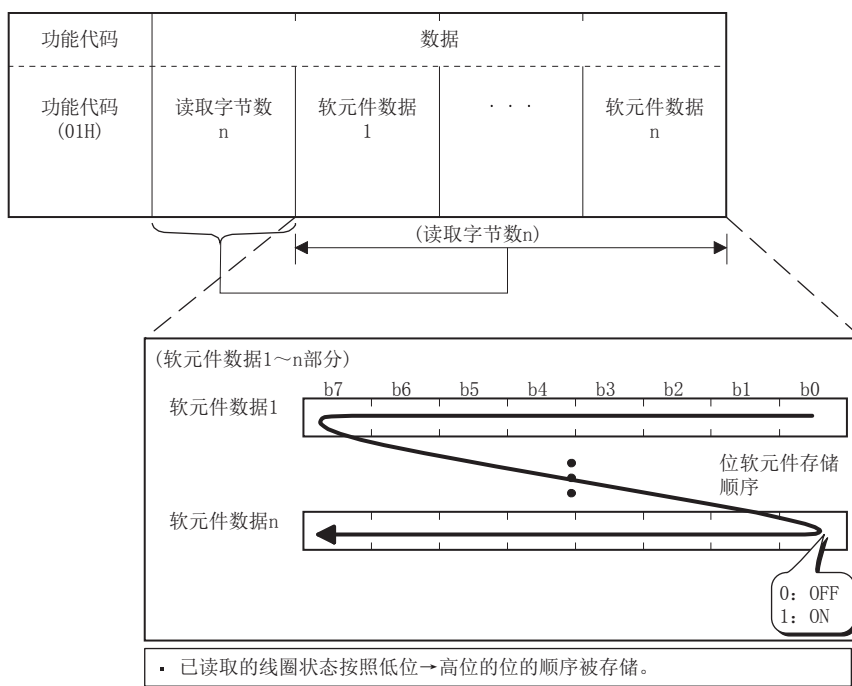 功能代码 数据
功能代码 读取字节数 软元件数据 · · · 软元件数据
(01H) n 1 n
(读取字节数n)
(软元件数据1～n部分)
b7 b6 b5 b4 b3 b2 b1 b0
软元件数据1
位软元件存储
顺序
软元件数据n
0: OFF
1: ON
▪ 已读取的线圈状态按照低位→高位的位的顺序被存储。